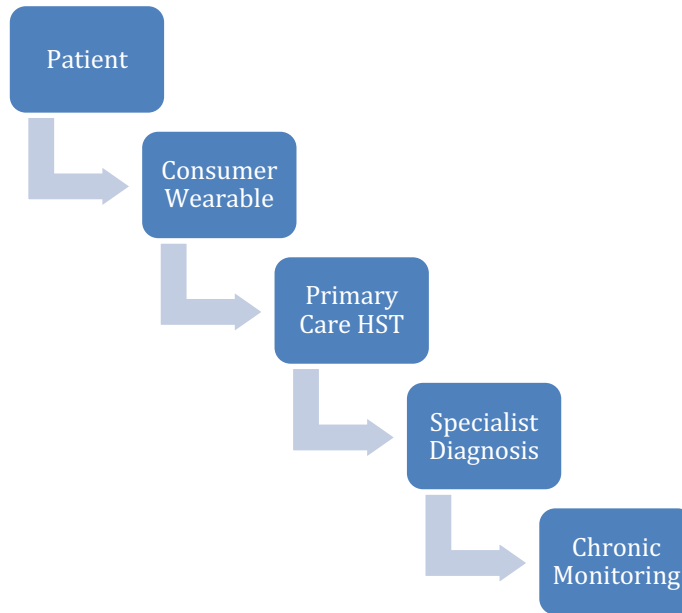 Patient
Consumer
Wearable
Primary
Care HST
Specialist
Diagnosis
Chronic
Monitoring